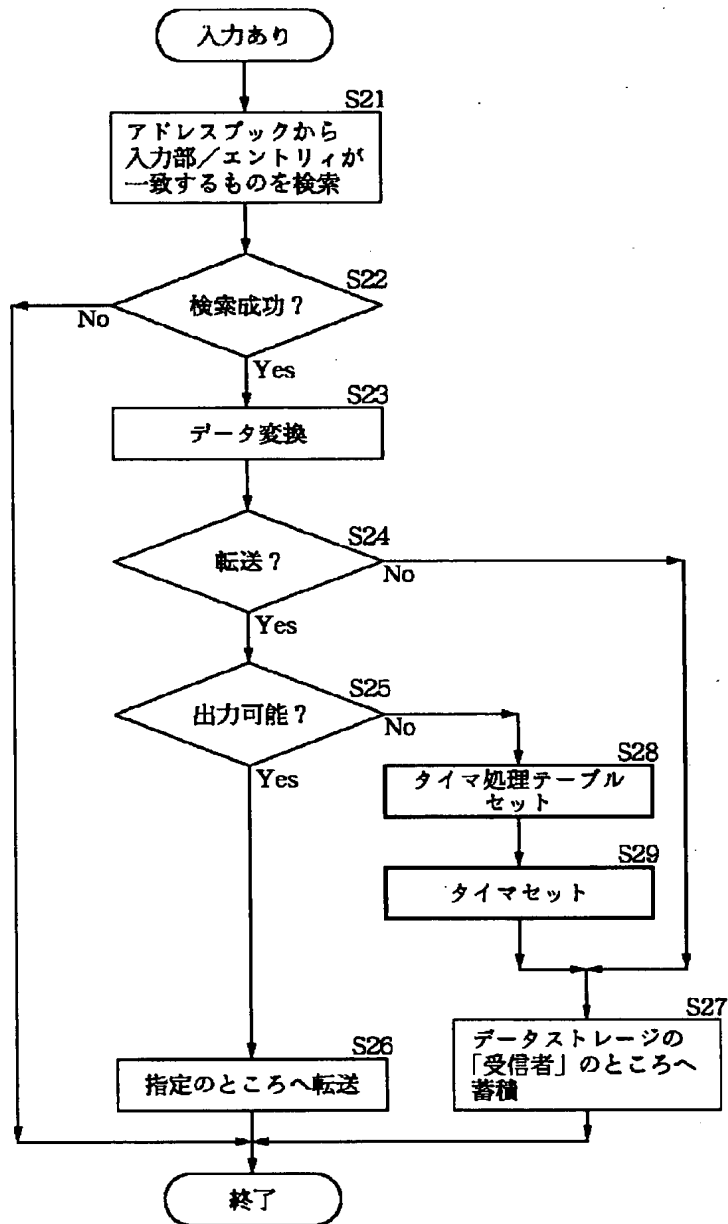 入力あり
S21
アドレスブックから
入力部／エントリィが
一致するものを検索
S22
検索成功？
No
Yes
S23
データ変換
S24
転送？
No
Yes
S25
出力可能？
No
Yes
S28
タイマ処理テーブル
セット
S29
タイマセット
S27
データストレージの
「受信者」のところへ
蓄積
S26
指定のところへ転送
終了